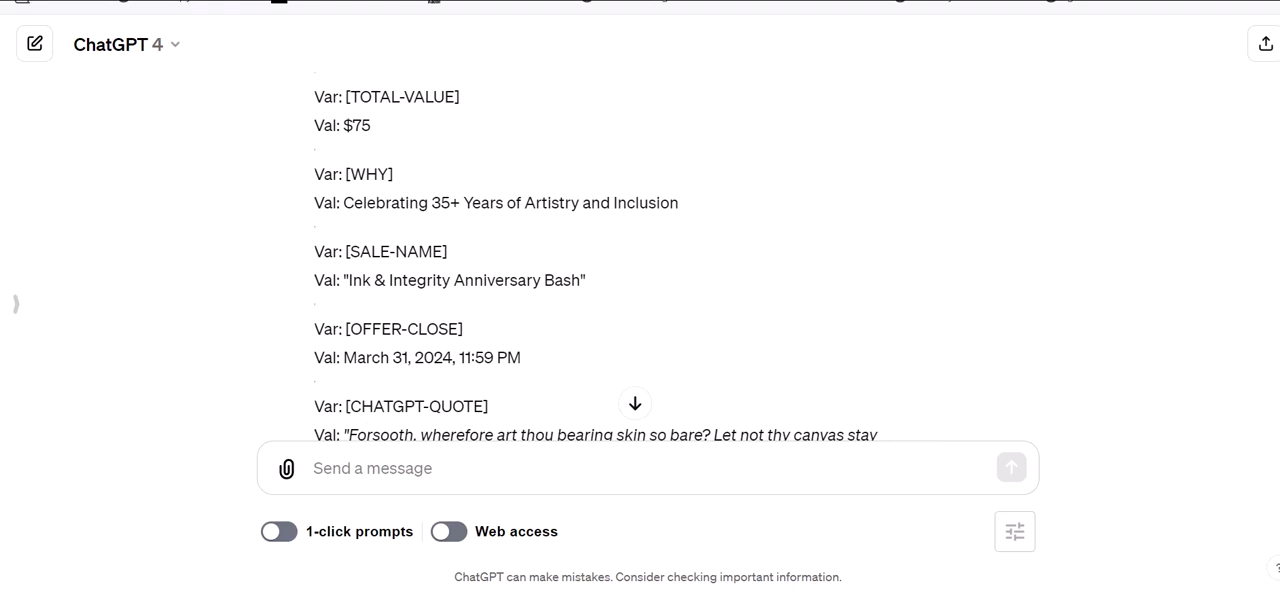 ChatGPT 4
Var: [TOTAL-VALUE]
Val: $75
Var: [WHY]
Val: Celebrating 35+ Years of Artistry and Inclusion
Var: [SALE-NAME]
Val: "Ink & Integrity Anniversary Bash"
Var: [OFFER-CLOSE]
Val: March 31, 2024, 11:59 PM
Var: [CHATGPT-QUOTE]
Val: "Forsooth, wherefore art thou bearing skin so bare? Let not thy canvas stay
Send a message
1-click prompts
Web access
ChatGPT can make mistakes. Consider checking important information.
?